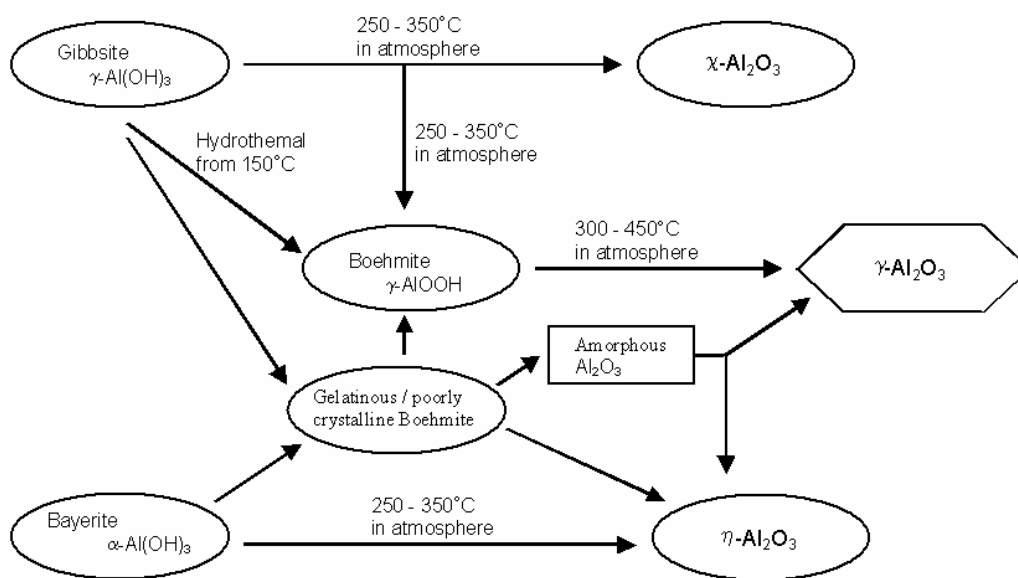 250 - 350°C
in atmosphere
Gibbsite
γ-Al(OH)₃
χ-Al₂O₃
250 - 350°C
in atmosphere
Hydrothemal
from 150°C
300 - 450°C
in atmosphere
Boehmite
γ-AlOOH
γ-Al₂O₃
Amorphous
Al₂O₃
Gelatinous / poorly
crystalline Boehmite
250 - 350°C
in atmosphere
Bayerite
α-Al(OH)₃
η-Al₂O₃